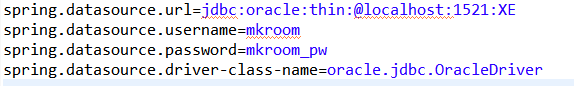 spring.datasource.url=jdbc:oracle:thin:@localhost:1521:XE
spring.datasource.username=mkroom
spring.datasource.password=mkroom_pw
spring.datasource.driver-class-name=oracle.jdbc.OracleDriver